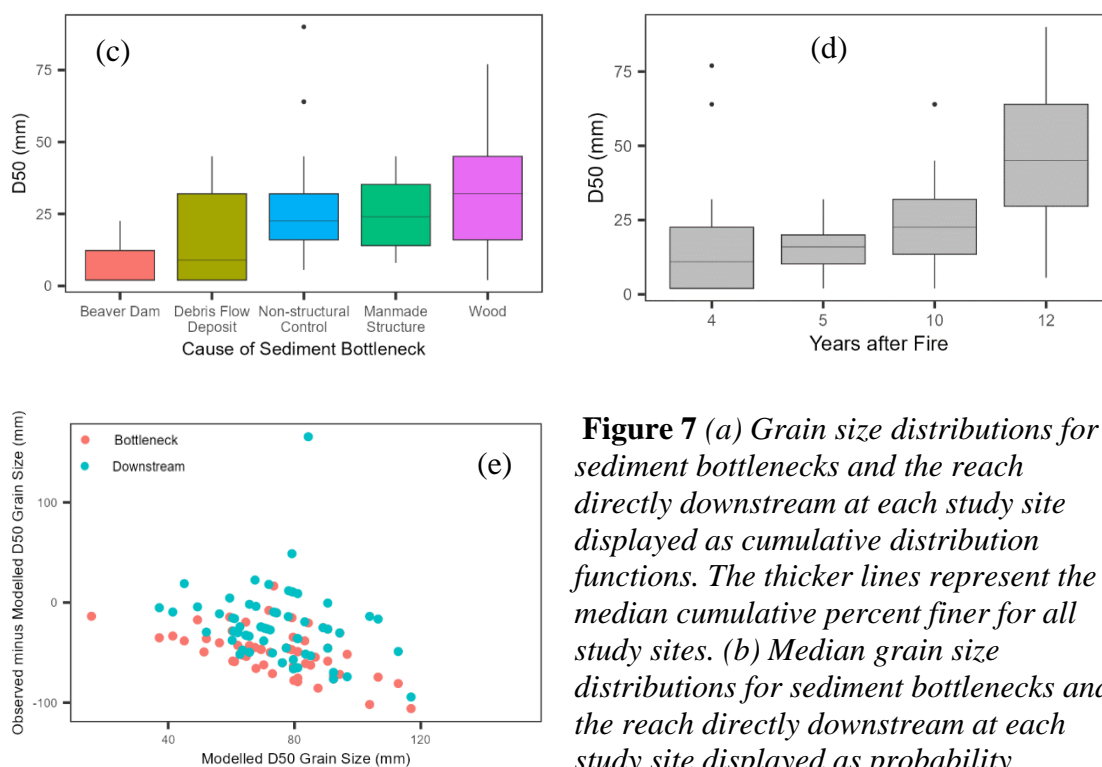 (c)
D50 (mm)
75
50
25
0
Beaver Dam
Debris Flow
Deposit
Non-structural
Control
Manmade
Structure
Wood
Cause of Sediment Bottleneck
(d)
D50 (mm)
75
50
25
0
4
5
10
12
Years after Fire
Observed minus Modelled D50 Grain Size (mm)
Bottleneck
Downstream
(e)
100
0
-100
40
80
120
Modelled D50 Grain Size (mm)
Figure 7 (a) Grain size distributions for
sediment bottlenecks and the reach
directly downstream at each study site
displayed as cumulative distribution
functions. The thicker lines represent the
median cumulative percent finer for all
study sites. (b) Median grain size
distributions for sediment bottlenecks and
the reach directly downstream at each
study site displayed as probability